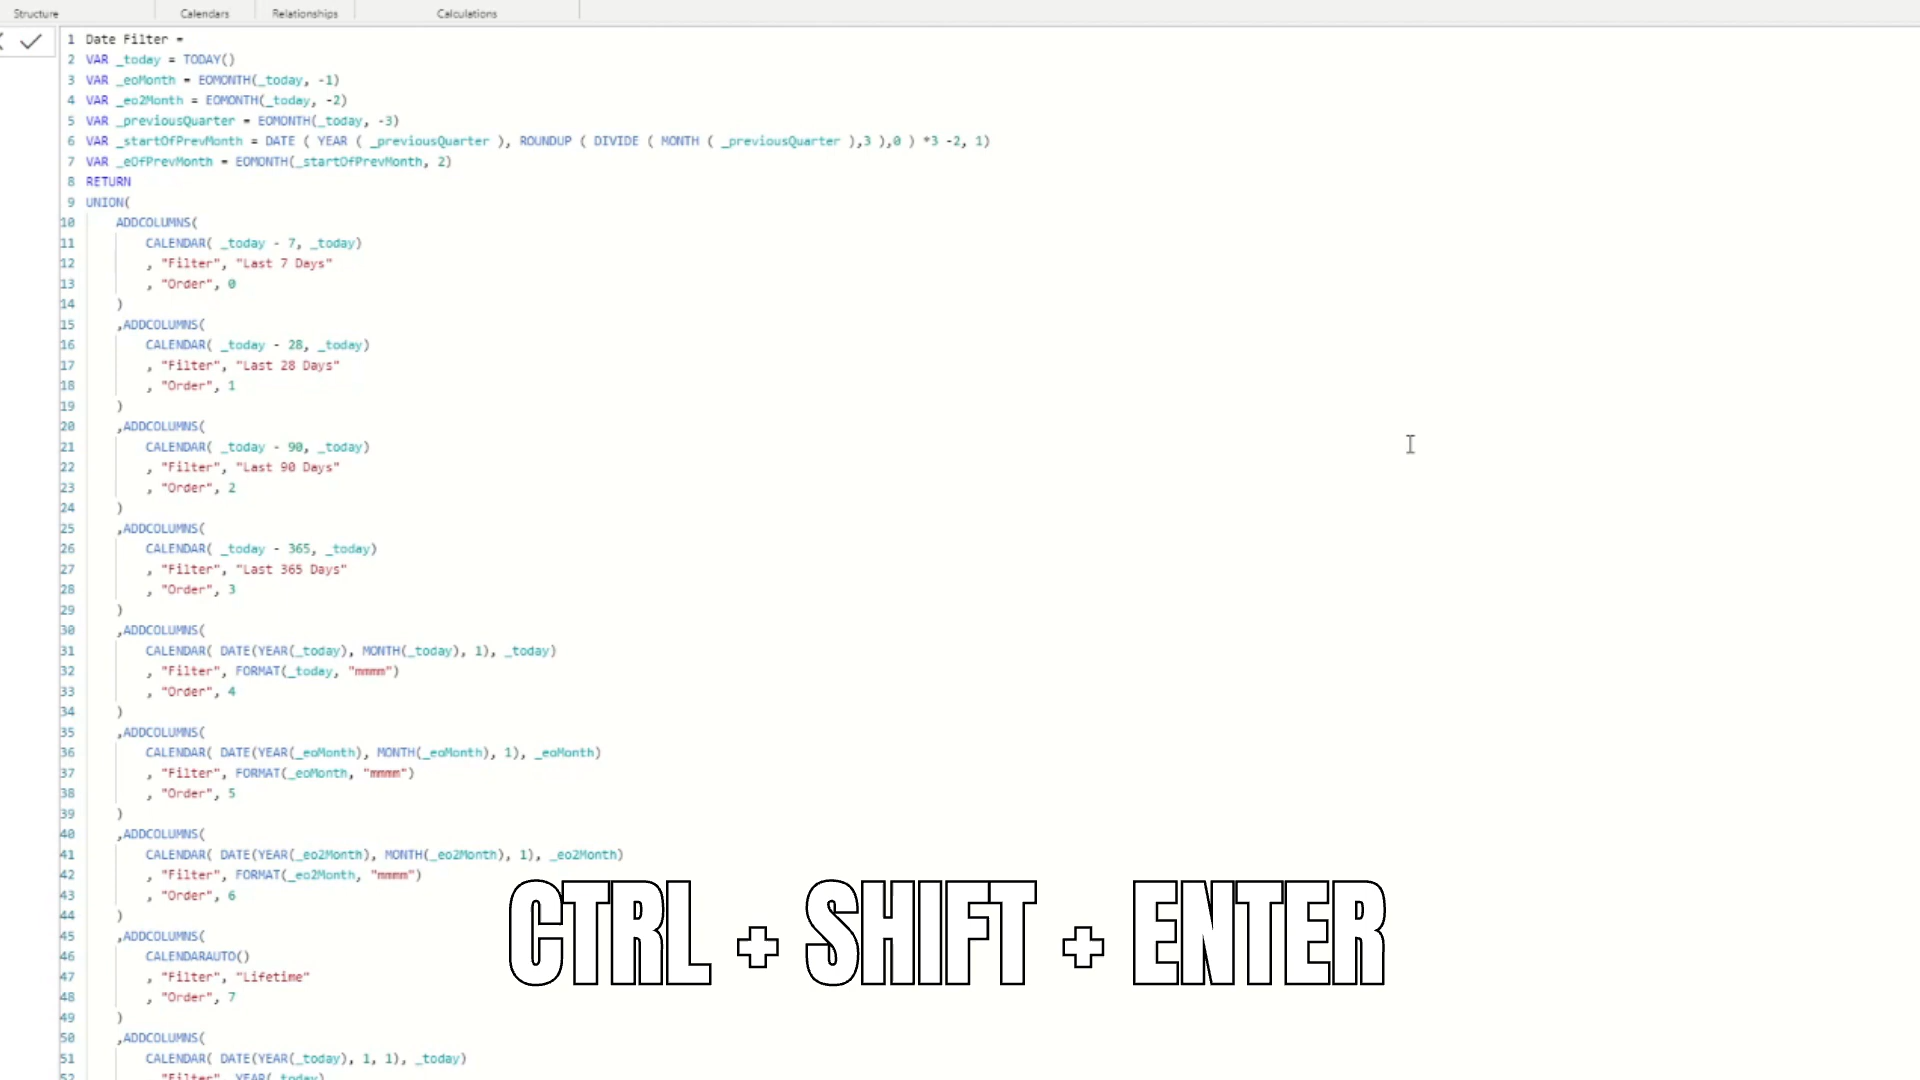 Structure Calendars Relationships Calculations
1 Date Filter =
2 VAR _today = TODAY()
3 VAR _eoMonth = EOMONTH(_today, -1)
4 VAR _eo2Month = EOMONTH(_today, -2)
5 VAR _previousQuarter = EOMONTH(_today, -3)
6 VAR _startOfPrevMonth = DATE ( YEAR ( _previousQuarter ), ROUNDUP ( DIVIDE ( MONTH ( _previousQuarter ),3 ),0 ) *3 -2, 1)
7 VAR _eOfPrevMonth = EOMONTH(_startOfPrevMonth, 2)
8 RETURN
9 UNION(
10 ADDCOLUMNS(
11 CALENDAR( _today - 7, _today)
12 , "Filter", "Last 7 Days"
13 , "Order", 0
14 )
15 ,ADDCOLUMNS(
16 CALENDAR( _today - 28, _today)
17 , "Filter", "Last 28 Days"
18 , "Order", 1
19 )
20 ,ADDCOLUMNS(
21 CALENDAR( _today - 90, _today)
22 , "Filter", "Last 90 Days"
23 , "Order", 2
24 )
25 ,ADDCOLUMNS(
26 CALENDAR( _today - 365, _today)
27 , "Filter", "Last 365 Days"
28 , "Order", 3
29 )
30 ,ADDCOLUMNS(
31 CALENDAR( DATE(YEAR(_today), MONTH(_today), 1), _today)
32 , "Filter", FORMAT(_today, "mmmm")
33 , "Order", 4
34 )
35 ,ADDCOLUMNS(
36 CALENDAR( DATE(YEAR(_eoMonth), MONTH(_eoMonth), 1), _eoMonth)
37 , "Filter", FORMAT(_eoMonth, "mmmm")
38 , "Order", 5
39 )
40 ,ADDCOLUMNS(
41 CALENDAR( DATE(YEAR(_eo2Month), MONTH(_eo2Month), 1), _eo2Month)
42 , "Filter", FORMAT(_eo2Month, "mmmm")
43 , "Order", 6
44 )
45 ,ADDCOLUMNS(
46 CALENDARAUTO()
47 , "Filter", "Lifetime"
48 , "Order", 7
49 )
50 ,ADDCOLUMNS(
51 CALENDAR( DATE(YEAR(_today), 1, 1), _today)
52 "Filter", YEAR(_today)
CTRL + SHIFT + ENTER